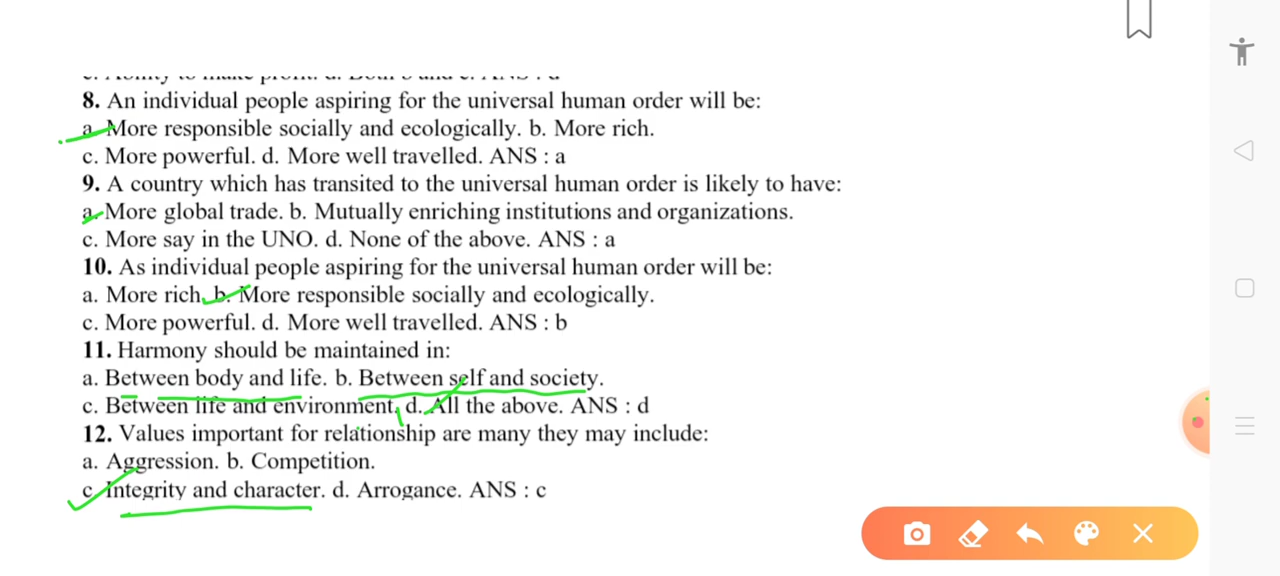 8. An individual people aspiring for the universal human order will be:
a. More responsible socially and ecologically. b. More rich.
c. More powerful. d. More well travelled. ANS : a
9. A country which has transited to the universal human order is likely to have:
a. More global trade. b. Mutually enriching institutions and organizations.
c. More say in the UNO. d. None of the above. ANS : a
10. As individual people aspiring for the universal human order will be:
a. More rich. b. More responsible socially and ecologically.
c. More powerful. d. More well travelled. ANS : b
11. Harmony should be maintained in:
a. Between body and life. b. Between self and society.
c. Between life and environment. d. All the above. ANS : d
12. Values important for relationship are many they may include:
a. Aggression. b. Competition.
c. Integrity and character. d. Arrogance. ANS : c